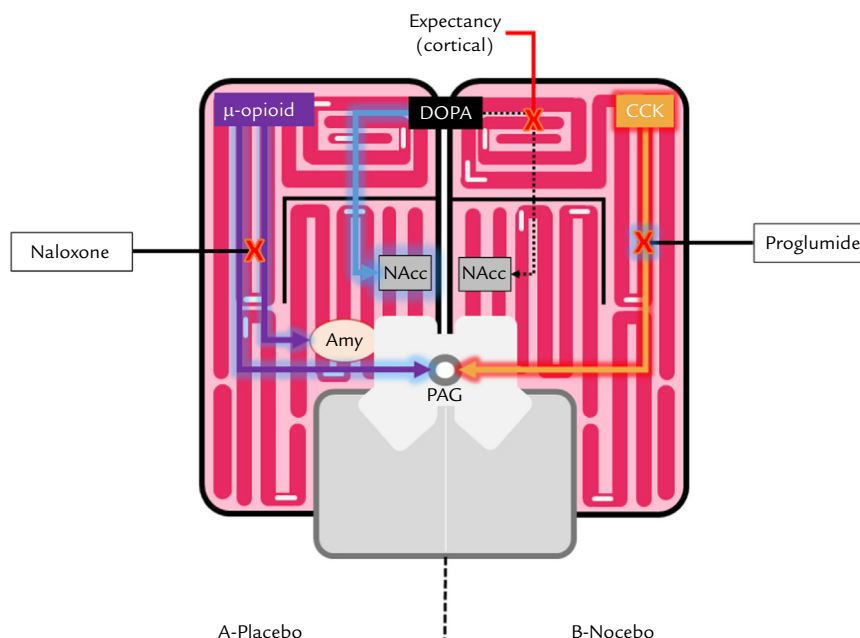 Expectancy
(cortical)
μ-opioid
DOPA
CCK
X
Naloxone
X
X
Proglumide
NAcc
NAcc
Amy
PAG
A-Placebo
B-Nocebo